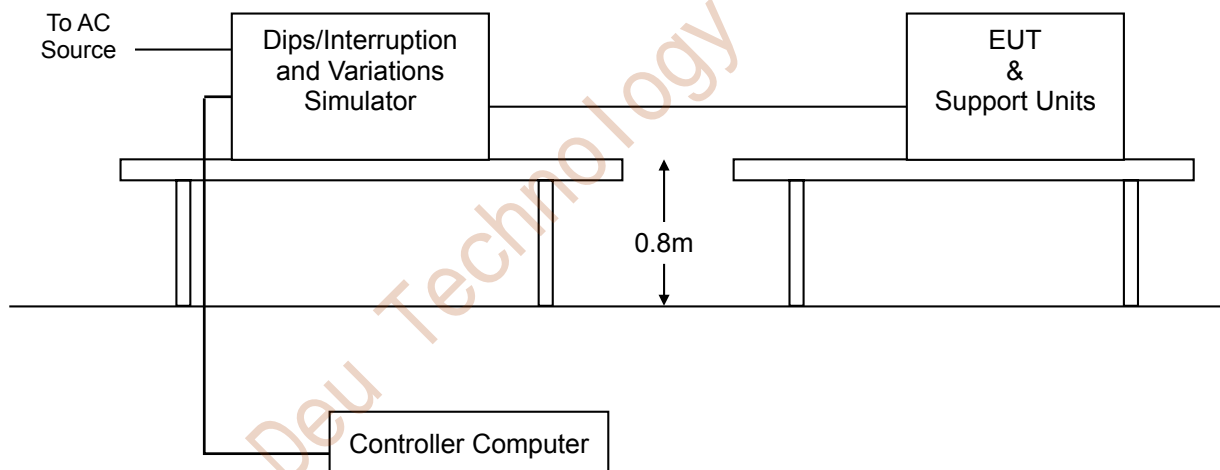 To AC
Source
Dips/Interruption
and Variations
Simulator
EUT
&
Support Units
0.8m
Controller Computer
Deu Technology